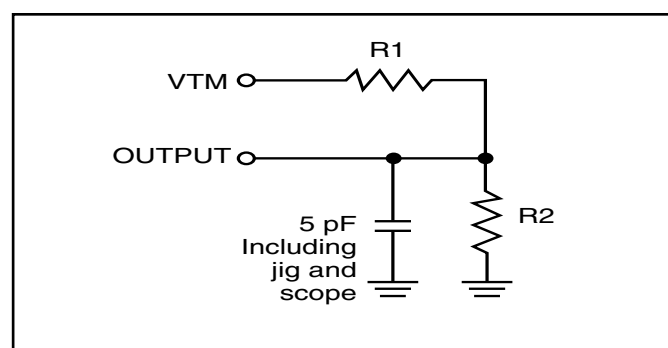 R1
VTM
OUTPUT
5 pF
Including
jig and
scope
R2